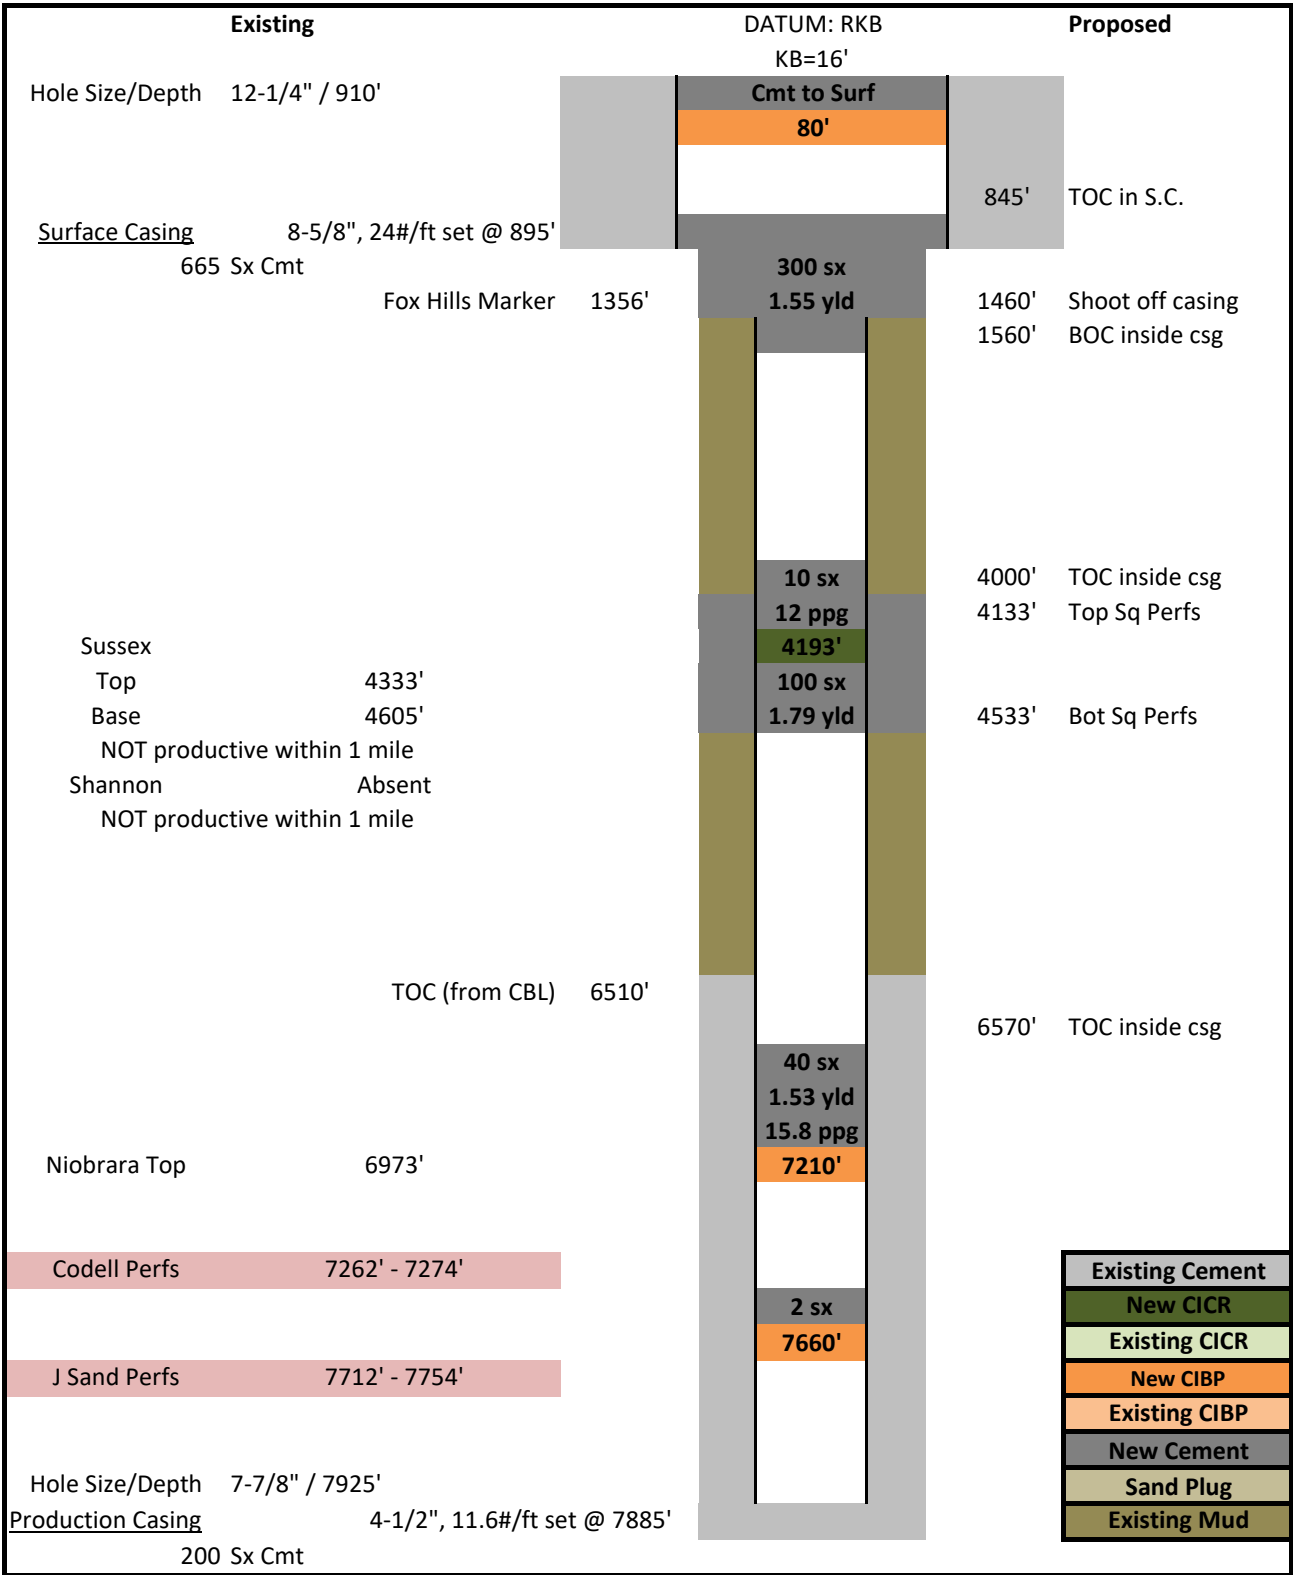 Existing DATUM: RKB Proposed
KB=16'
Hole Size/Depth 12-1/4" / 910' Cmt to Surf
80'
845' TOC in S.C.
Surface Casing 8-5/8", 24#/ft set @ 895'
665 Sx Cmt 300 sx
Fox Hills Marker 1356' 1.55 yld 1460' Shoot off casing
1560' BOC inside csg
10 sx 4000' TOC inside csg
12 ppg 4133' Top Sq Perfs
Sussex 4193'
Top 4333' 100 sx
Base 4605' 1.79 yld 4533' Bot Sq Perfs
NOT productive within 1 mile
Shannon Absent
NOT productive within 1 mile
TOC (from CBL) 6510'
6570' TOC inside csg
40 sx
1.53 yld
15.8 ppg
Niobrara Top 6973' 7210'
Codell Perfs 7262' - 7274' Existing Cement
2 sx New CICR
7660' Existing CICR
J Sand Perfs 7712' - 7754' New CIBP
Existing CIBP
New Cement
Hole Size/Depth 7-7/8" / 7925' Sand Plug
Production Casing 4-1/2", 11.6#/ft set @ 7885' Existing Mud
200 Sx Cmt